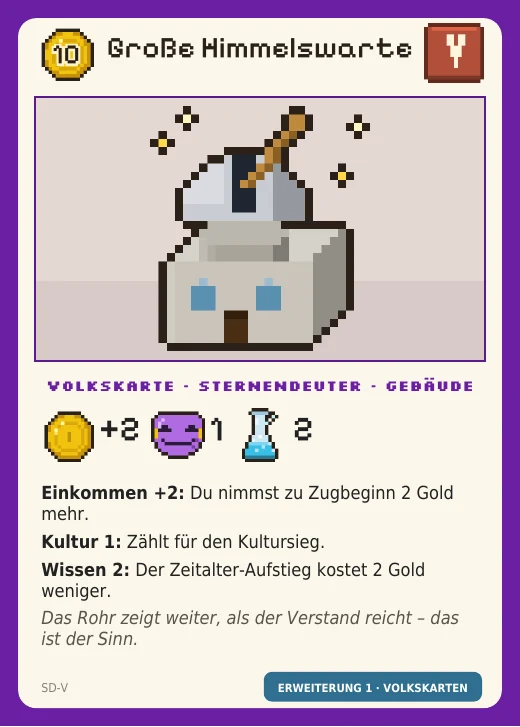 10 Große Himmelswarte V
VOLKSKARTE · STERNENDEUTER · GEBÄUDE
+2 1 2
Einkommen +2: Du nimmst zu Zugbeginn 2 Gold
mehr.
Kultur 1: Zählt für den Kultursieg.
Wissen 2: Der Zeitalter-Aufstieg kostet 2 Gold
weniger.
Das Rohr zeigt weiter, als der Verstand reicht – das
ist der Sinn.
SD-V
ERWEITERUNG 1 · VOLKSKARTEN